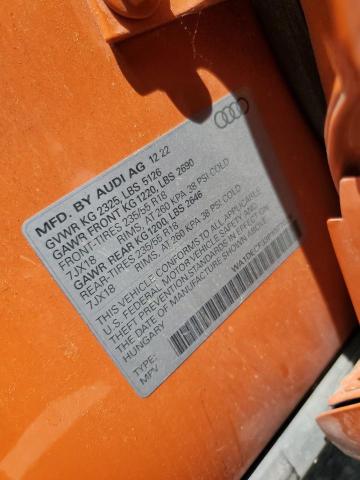 MFD. BY AUDI AG 12 22
GVWR KG 2325, LBS 5126
GAWR FRONT KG 1220, LBS 2690
FRONT-TIRES 235/55 R18
7JX18 RIMS, AT 260 KPA 38 PSI COLD
GAWR REAR KG 1200, LBS 2646
REAR-TIRES 235/55 R18
7JX18 RIMS, AT 260 KPA 38 PSI COLD
THIS VEHICLE CONFORMS TO ALL APPLICABLE
U.S. FEDERAL MOTOR VEHICLE SAFETY AND
THEFT PREVENTION STANDARDS IN EFFECT ON
THE DATE OF MANUFACTURE SHOWN ABOVE
HUNGARY
TYPE:
MPV